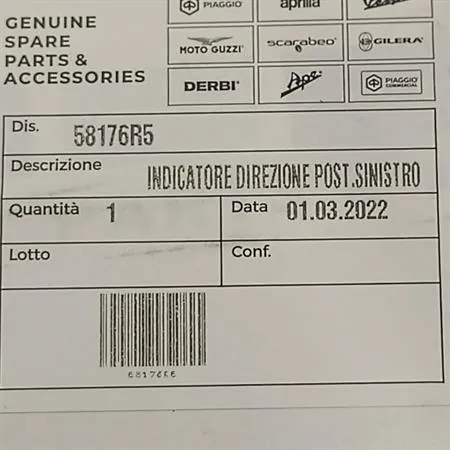 GENUINE
SPARE
PARTS &
ACCESSORIES
PIAGGIO
aprilia
Vespa
MOTO GUZZI
scarabeo
GILERA
DERBI
Ape
PIAGGIO
COMMERCIAL
Dis. 58176R5
Descrizione
INDICATORE DIREZIONE POST.SINISTRO
Quantità 1 Data 01.03.2022
Lotto Conf.